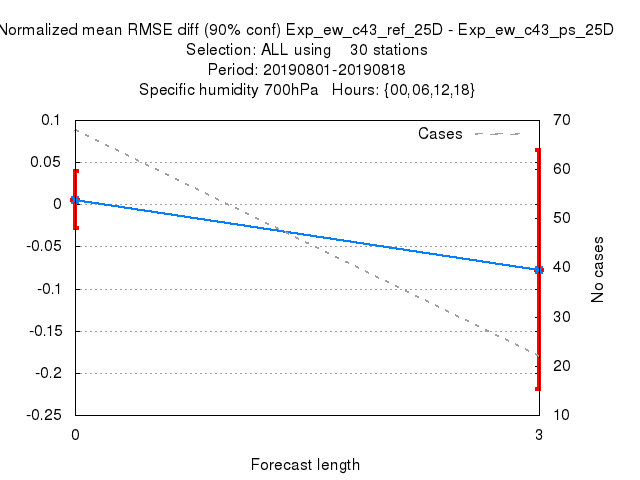 Normalized mean RMSE diff (90% conf) Exp_ew_c43_ref_25D - Exp_ew_c43_ps_25D
Selection: ALL using    30 stations
Period: 20190801-20190818
Specific humidity 700hPa   Hours: {00,06,12,18}
Cases
0.1
0.05
0
-0.05
-0.1
-0.15
-0.2
-0.25
70
60
50
40
30
20
10
No cases
0
3
Forecast length